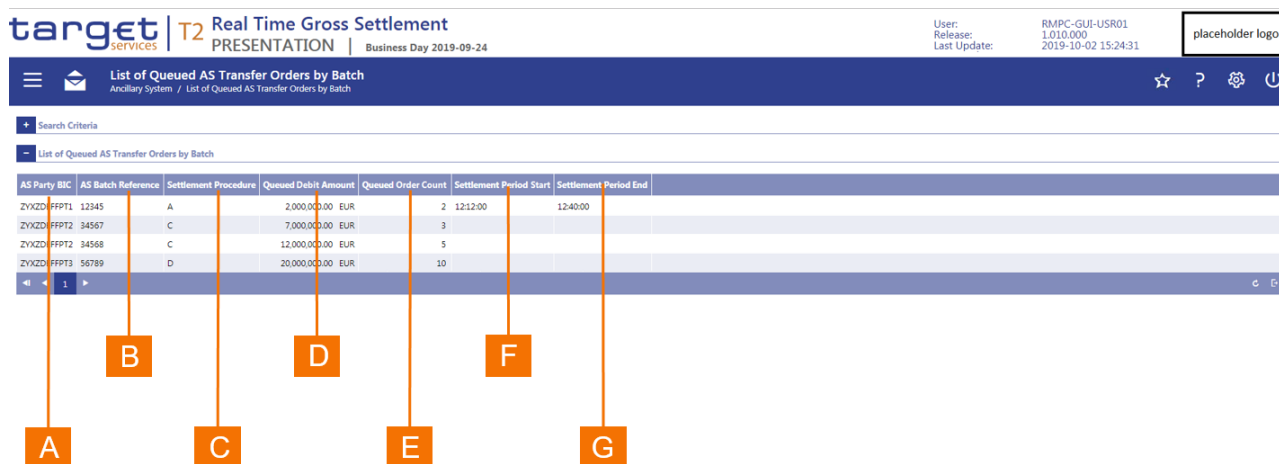 target services | T2 Real Time Gross Settlement
PRESENTATION | Business Day 2019-09-24
User: RMPC-GUI-USR01
Release: 1.010.000
Last Update: 2019-10-02 15:24:31
placeholder logo
List of Queued AS Transfer Orders by Batch
Ancillary System / List of Queued AS Transfer Orders by Batch
+ Search Criteria
− List of Queued AS Transfer Orders by Batch
AS Party BIC AS Batch Reference Settlement Procedure Queued Debit Amount Queued Order Count Settlement Period Start Settlement Period End
12345 A 2,000,000.00 EUR 2 12:12:00 12:40:00
34567 C 7,000,000.00 EUR 3
34568 C 12,000,000.00 EUR 5
56789 D 20,000,000.00 EUR 10
1
B D F
A C E G